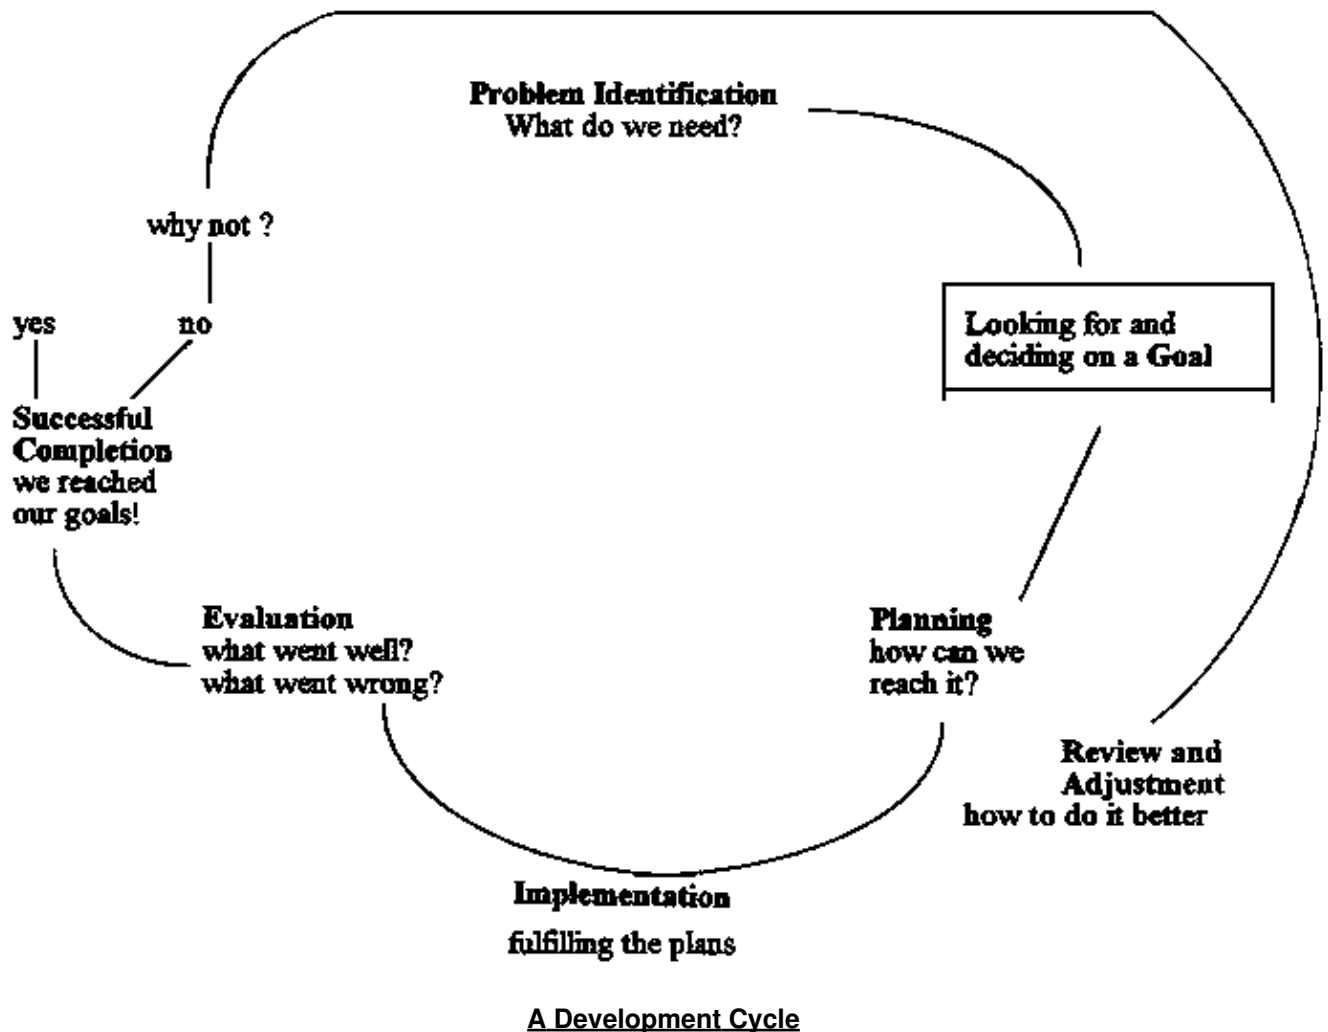 Problem Identification
What do we need?
why not ?
yes
no
Looking for and
deciding on a Goal
Successful
Completion
we reached
our goals!
Evaluation
what went well?
what went wrong?
Planning
how can we
reach it?
Review and
Adjustment
how to do it better
Implementation
fulfilling the plans
A Development Cycle